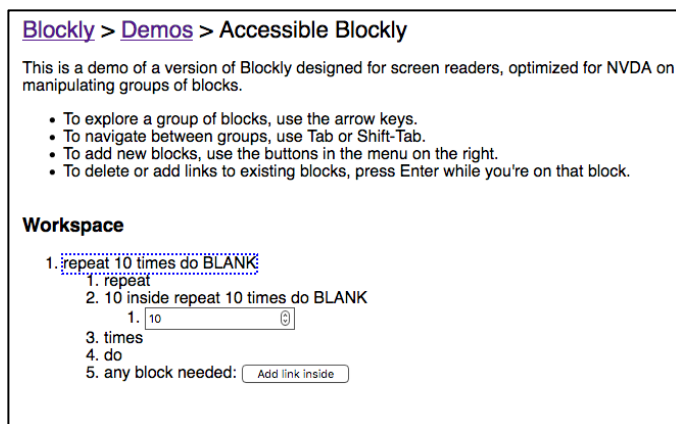 Blockly > Demos > Accessible Blockly
This is a demo of a version of Blockly designed for screen readers, optimized for NVDA on
manipulating groups of blocks.
• To explore a group of blocks, use the arrow keys.
• To navigate between groups, use Tab or Shift-Tab.
• To add new blocks, use the buttons in the menu on the right.
• To delete or add links to existing blocks, press Enter while you're on that block.
Workspace
1. repeat 10 times do BLANK
1. repeat
2. 10 inside repeat 10 times do BLANK
1. 10
3. times
4. do
5. any block needed: Add link inside